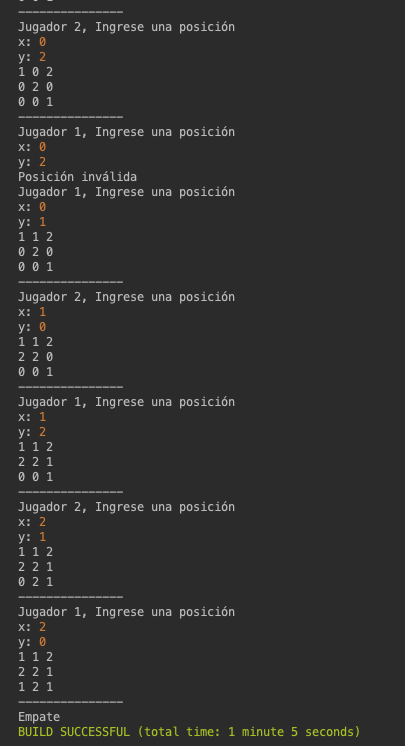 ---------------
Jugador 2, Ingrese una posición
x: 0
y: 2
1 0 2
0 2 0
0 0 1
---------------
Jugador 1, Ingrese una posición
x: 0
y: 2
Posición inválida
Jugador 1, Ingrese una posición
x: 0
y: 1
1 1 2
0 2 0
0 0 1
---------------
Jugador 2, Ingrese una posición
x: 1
y: 0
1 1 2
2 2 0
0 0 1
---------------
Jugador 1, Ingrese una posición
x: 1
y: 2
1 1 2
2 2 1
0 0 1
---------------
Jugador 2, Ingrese una posición
x: 2
y: 1
1 1 2
2 2 1
0 2 1
---------------
Jugador 1, Ingrese una posición
x: 2
y: 0
1 1 2
2 2 1
1 2 1
---------------
Empate
BUILD SUCCESSFUL (total time: 1 minute 5 seconds)